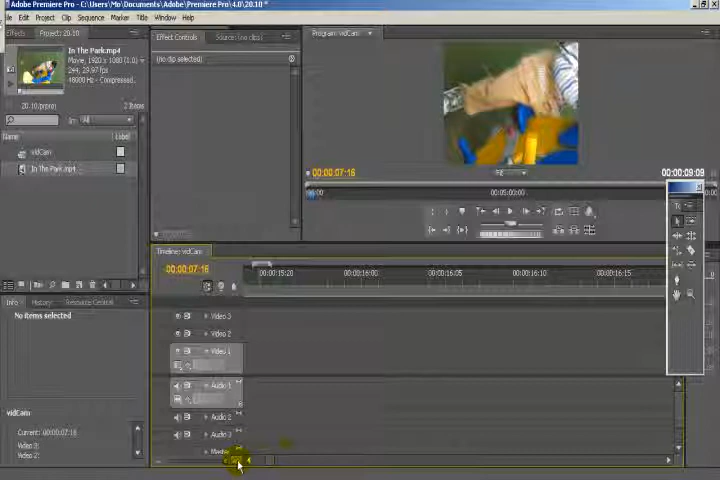 Adobe Premiere Pro - C:\Users\Mo\Documents\Adobe\Premiere Pro\4.0\20.10 *
File Edit Project Clip Sequence Marker Title Window Help
Effects Project: 20.10
Effect Controls Source: (no clips)
Program: vidCam
In The Park.mp4
Movie, 1920 x 1080 (1.0)
244, 29.97 fps
48000 Hz - Compressed
(no clip selected)
20.10.prproj 2 Items
In: All
Name Label
vidCam
In The Park.mp4
00:00:07:16 Fit 00:00:09:09
00:00 00:05:00:00
Timeline: vidCam
00:00:07:16
00:00:15:20 00:00:16:00 00:00:16:05 00:00:16:10 00:00:16:15
Info History Resource Central
No items selected
Video 3
Video 2
Video 1
Audio 1
Audio 2
Audio 3
Master
vidCam
Current: 00:00:07:16
Video 3:
Video 2: